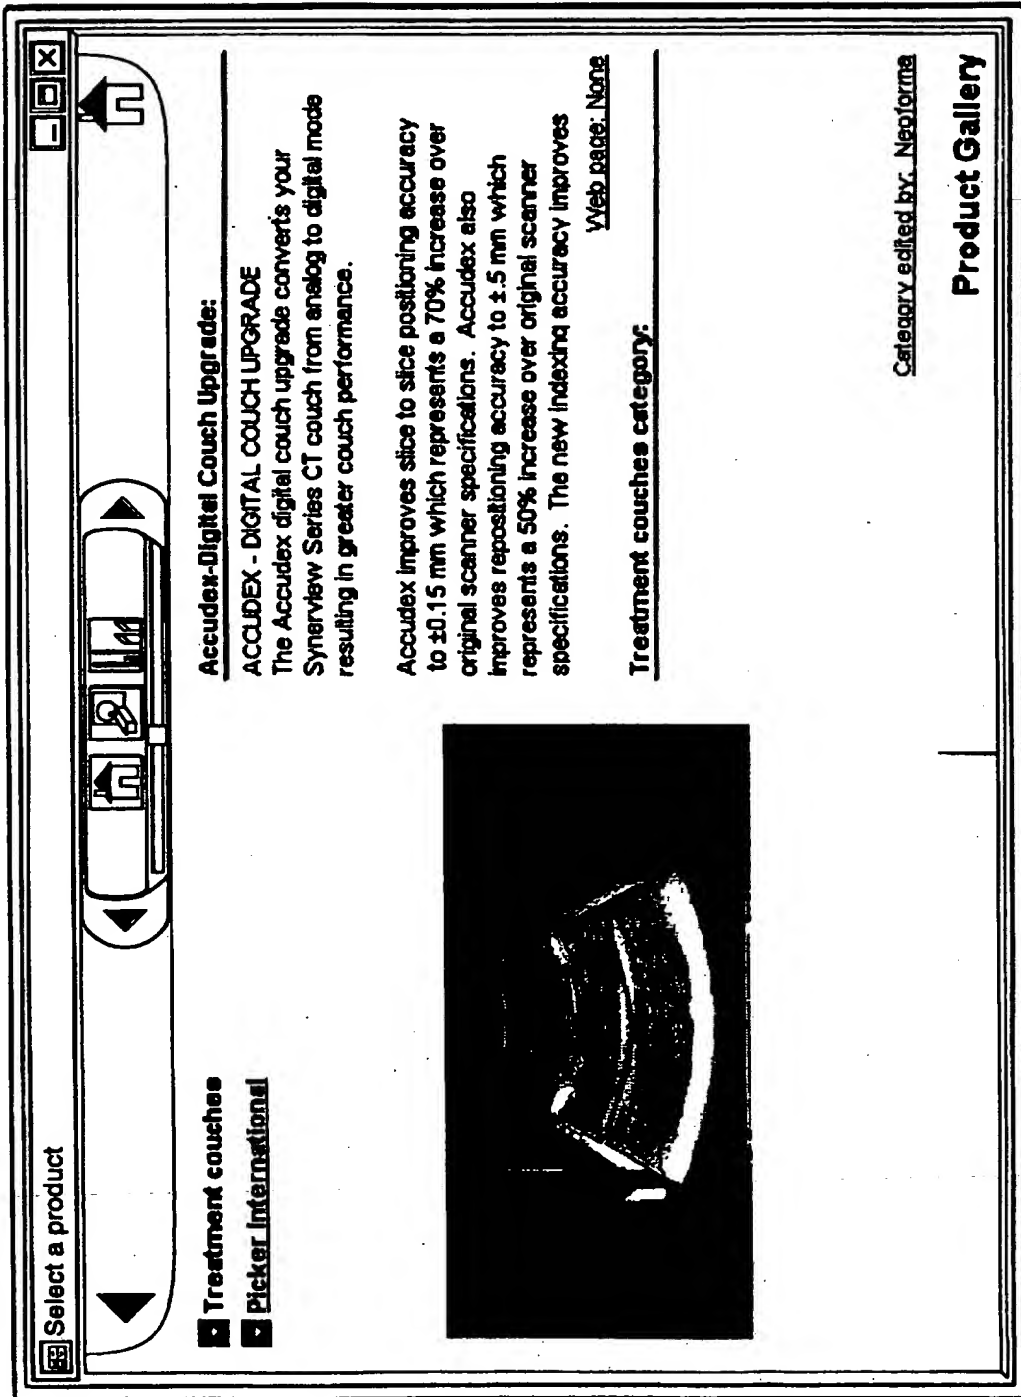 Select a product
Treatment couches
Picker International
Accudex-Digital Couch Upgrade:
ACCUDEX - DIGITAL COUCH UPGRADE
The Accudex digital couch upgrade converts your
Synerview Series CT couch from analog to digital mode
resulting in greater couch performance.
Accudex improves slice to slice positioning accuracy
to ±0.15 mm which represents a 70% increase over
original scanner specifications. Accudex also
improves repositioning accuracy to ±.5 mm which
represents a 50% increase over original scanner
specifications. The new indexing accuracy improves
Web page: None
Treatment couches category:
Category edited by: Neoforma
Product Gallery